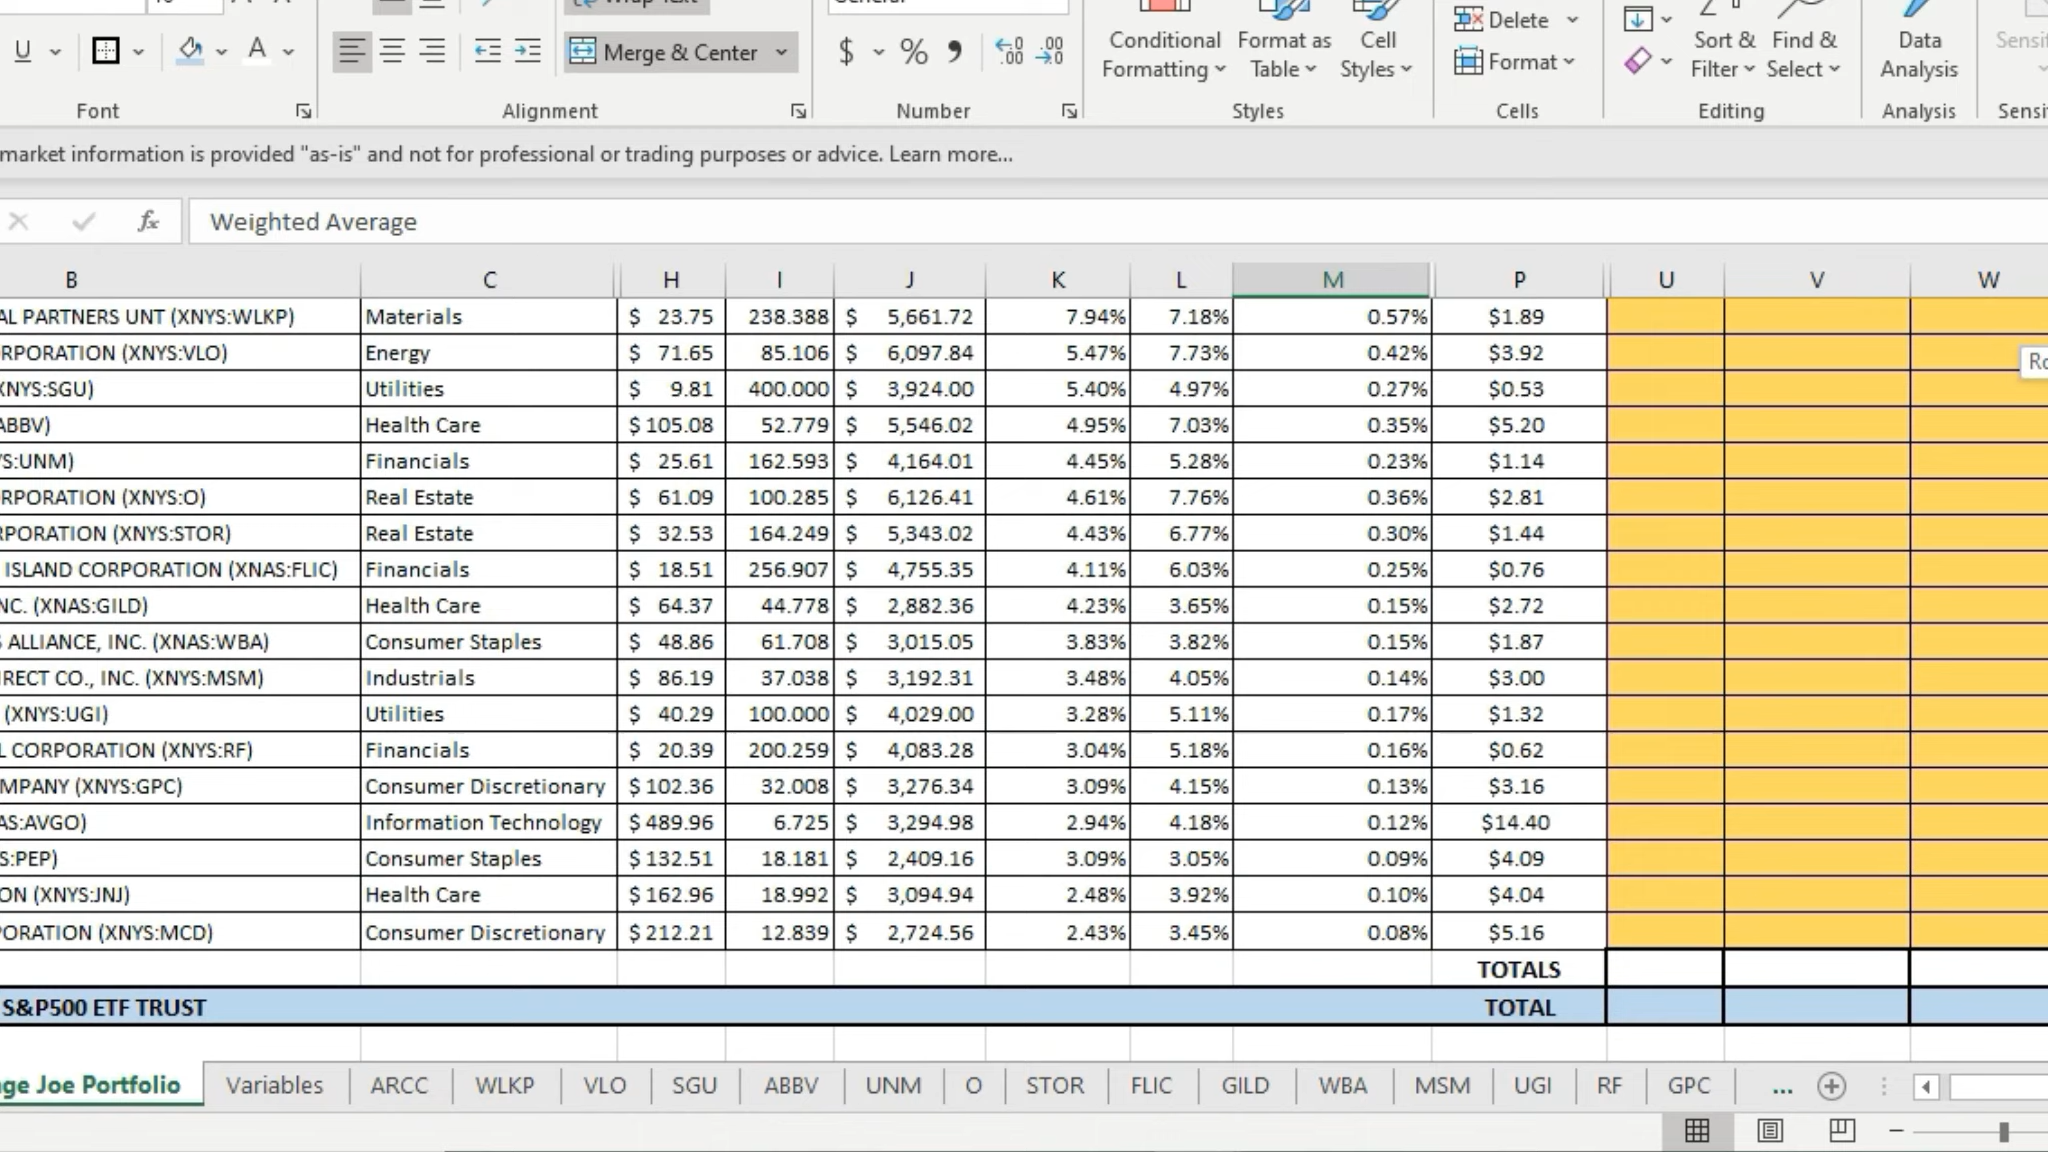 U A $ % 9 Merge & Center
Delete
Format
Conditional Formatting
Format as Table
Cell Styles
Sort & Filter
Find & Select
Data Analysis
Font Alignment Number Styles Cells Editing Analysis
market information is provided "as-is" and not for professional or trading purposes or advice. Learn more...
fx Weighted Average
B C H I J K L M P U V W
AL PARTNERS UNT (XNYS:WLKP) Materials $ 23.75 238.388 $ 5,661.72 7.94% 7.18% 0.57% $1.89
RPORATION (XNYS:VLO) Energy $ 71.65 85.106 $ 6,097.84 5.47% 7.73% 0.42% $3.92
XNYS:SGU) Utilities $ 9.81 400.000 $ 3,924.00 5.40% 4.97% 0.27% $0.53
ABBV) Health Care $ 105.08 52.779 $ 5,546.02 4.95% 7.03% 0.35% $5.20
YS:UNM) Financials $ 25.61 162.593 $ 4,164.01 4.45% 5.28% 0.23% $1.14
RPORATION (XNYS:O) Real Estate $ 61.09 100.285 $ 6,126.41 4.61% 7.76% 0.36% $2.81
RPORATION (XNYS:STOR) Real Estate $ 32.53 164.249 $ 5,343.02 4.43% 6.77% 0.30% $1.44
ISLAND CORPORATION (XNAS:FLIC) Financials $ 18.51 256.907 $ 4,755.35 4.11% 6.03% 0.25% $0.76
NC. (XNAS:GILD) Health Care $ 64.37 44.778 $ 2,882.36 4.23% 3.65% 0.15% $2.72
S ALLIANCE, INC. (XNAS:WBA) Consumer Staples $ 48.86 61.708 $ 3,015.05 3.83% 3.82% 0.15% $1.87
IRECT CO., INC. (XNYS:MSM) Industrials $ 86.19 37.038 $ 3,192.31 3.48% 4.05% 0.14% $3.00
(XNYS:UGI) Utilities $ 40.29 100.000 $ 4,029.00 3.28% 5.11% 0.17% $1.32
L CORPORATION (XNYS:RF) Financials $ 20.39 200.259 $ 4,083.28 3.04% 5.18% 0.16% $0.62
MPANY (XNYS:GPC) Consumer Discretionary $ 102.36 32.008 $ 3,276.34 3.09% 4.15% 0.13% $3.16
AS:AVGO) Information Technology $ 489.96 6.725 $ 3,294.98 2.94% 4.18% 0.12% $14.40
S:PEP) Consumer Staples $ 132.51 18.181 $ 2,409.16 3.09% 3.05% 0.09% $4.09
ON (XNYS:JNJ) Health Care $ 162.96 18.992 $ 3,094.94 2.48% 3.92% 0.10% $4.04
PORATION (XNYS:MCD) Consumer Discretionary $ 212.21 12.839 $ 2,724.56 2.43% 3.45% 0.08% $5.16
TOTALS
S&P500 ETF TRUST TOTAL
ge Joe Portfolio Variables ARCC WLKP VLO SGU ABBV UNM O STOR FLIC GILD WBA MSM UGI RF GPC ...